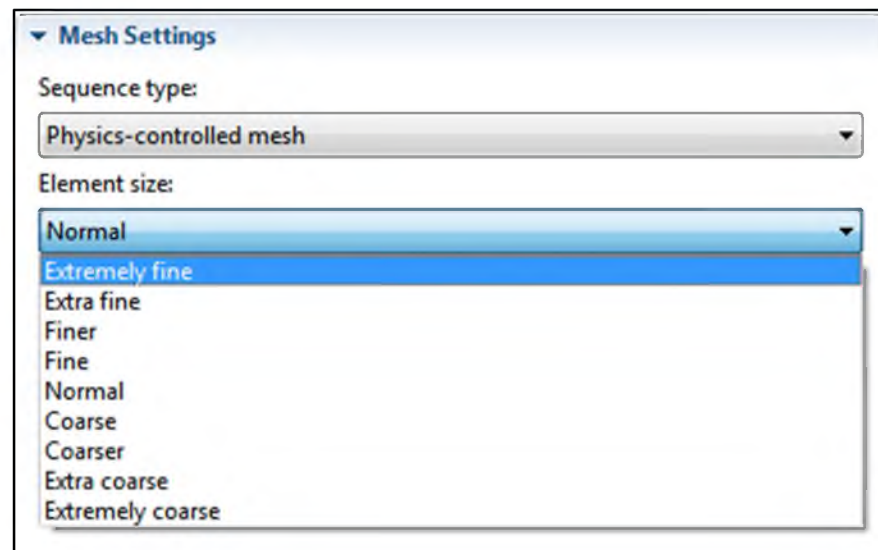 Mesh Settings
Sequence type:
Physics-controlled mesh
Element size:
Normal
Extremely fine
Extra fine
Finer
Fine
Normal
Coarse
Coarser
Extra coarse
Extremely coarse